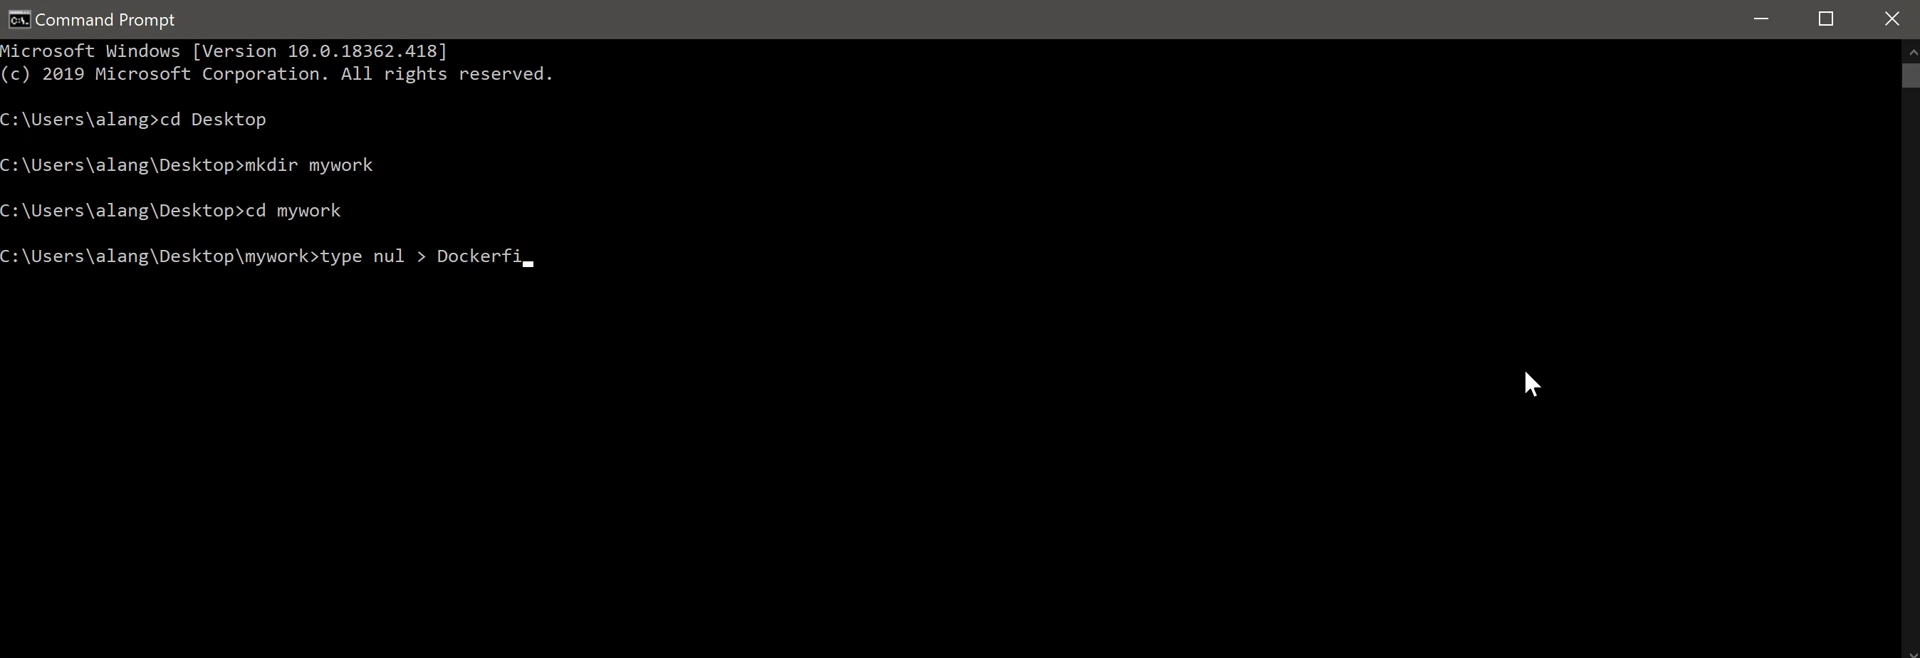 Command Prompt
Microsoft Windows [Version 10.0.18362.418]
(c) 2019 Microsoft Corporation. All rights reserved.
C:\Users\alang>cd Desktop
C:\Users\alang\Desktop>mkdir mywork
C:\Users\alang\Desktop>cd mywork
C:\Users\alang\Desktop\mywork>type nul > Dockerfi